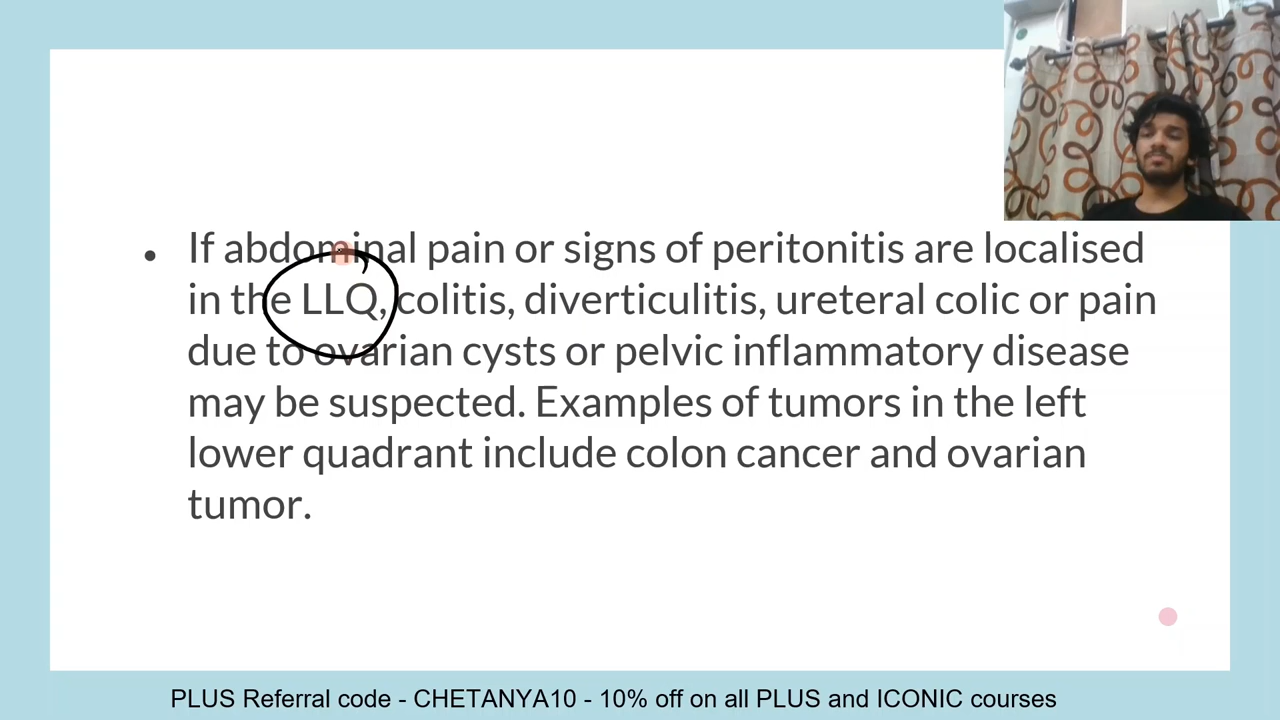 If abdominal pain or signs of peritonitis are localised
in the LLQ, colitis, diverticulitis, ureteral colic or pain
due to ovarian cysts or pelvic inflammatory disease
may be suspected. Examples of tumors in the left
lower quadrant include colon cancer and ovarian
tumor.
PLUS Referral code - CHETANYA10 - 10% off on all PLUS and ICONIC courses